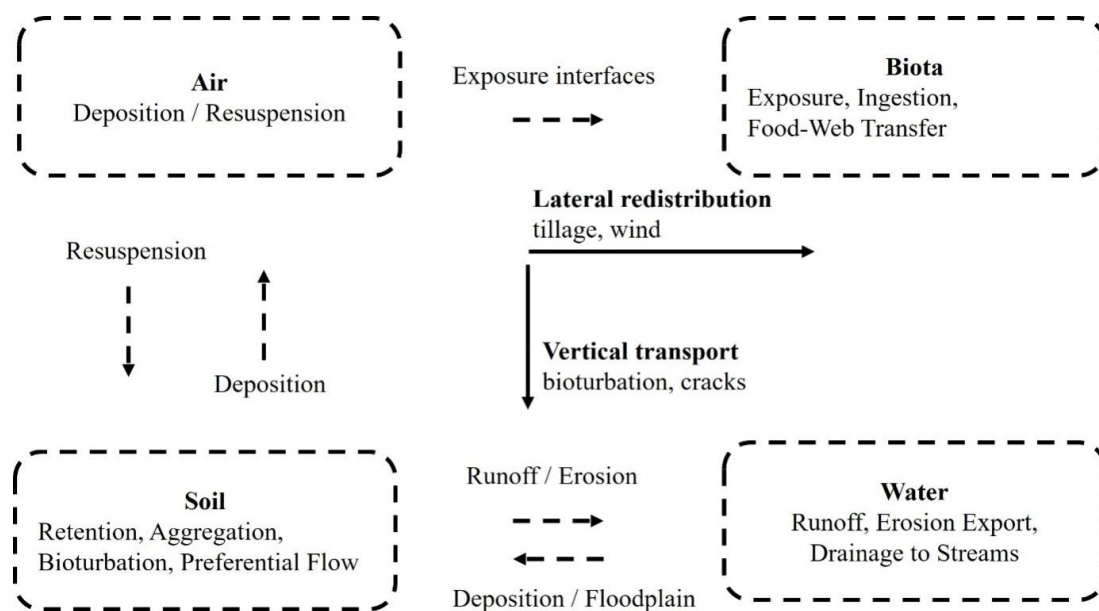 Air
Deposition / Resuspension
Exposure interfaces
Biota
Exposure, Ingestion,
Food-Web Transfer
Lateral redistribution
tillage, wind
Resuspension
Deposition
Vertical transport
bioturbation, cracks
Soil
Retention, Aggregation,
Bioturbation, Preferential Flow
Runoff / Erosion
Deposition / Floodplain
Water
Runoff, Erosion Export,
Drainage to Streams